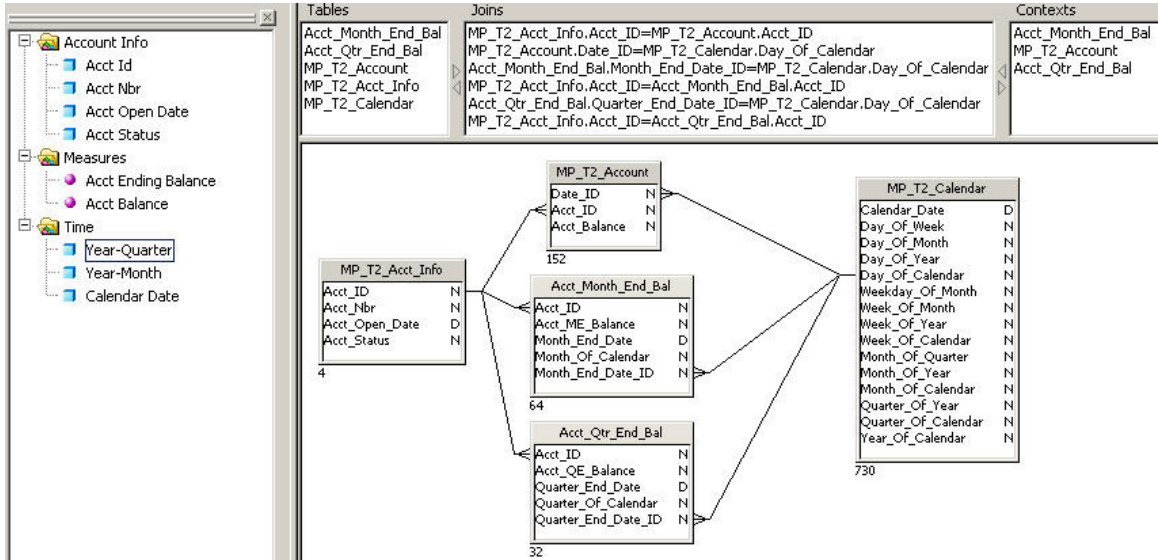 Account Info
Acct Id
Acct Nbr
Acct Open Date
Acct Status
Measures
Acct Ending Balance
Acct Balance
Time
Year-Quarter
Year-Month
Calendar Date
Tables
Acct_Month_End_Bal
Acct_Qtr_End_Bal
MP_T2_Account
MP_T2_Acct_Info
MP_T2_Calendar
Joins
MP_T2_Acct_Info.Acct_ID=MP_T2_Account.Acct_ID
MP_T2_Account.Date_ID=MP_T2_Calendar.Day_Of_Calendar
Acct_Month_End_Bal.Month_End_Date_ID=MP_T2_Calendar.Day_Of_Calendar
MP_T2_Acct_Info.Acct_ID=Acct_Month_End_Bal.Acct_ID
Acct_Qtr_End_Bal.Quarter_End_Date_ID=MP_T2_Calendar.Day_Of_Calendar
MP_T2_Acct_Info.Acct_ID=Acct_Qtr_End_Bal.Acct_ID
Contexts
Acct_Month_End_Bal
MP_T2_Account
Acct_Qtr_End_Bal
MP_T2_Acct_Info
Acct_ID N
Acct_Nbr N
Acct_Open_Date D
Acct_Status N
4
MP_T2_Account
Date_ID N
Acct_ID N
Acct_Balance N
152
Acct_Month_End_Bal
Acct_ID N
Acct_ME_Balance N
Month_End_Date D
Month_Of_Calendar N
Month_End_Date_ID N
64
Acct_Qtr_End_Bal
Acct_ID N
Acct_QE_Balance N
Quarter_End_Date D
Quarter_Of_Calendar N
Quarter_End_Date_ID N
32
MP_T2_Calendar
Calendar_Date D
Day_Of_Week N
Day_Of_Month N
Day_Of_Year N
Day_Of_Calendar N
Weekday_Of_Month N
Week_Of_Month N
Week_Of_Year N
Week_Of_Calendar N
Month_Of_Quarter N
Month_Of_Year N
Month_Of_Calendar N
Quarter_Of_Year N
Quarter_Of_Calendar N
Year_Of_Calendar N
730